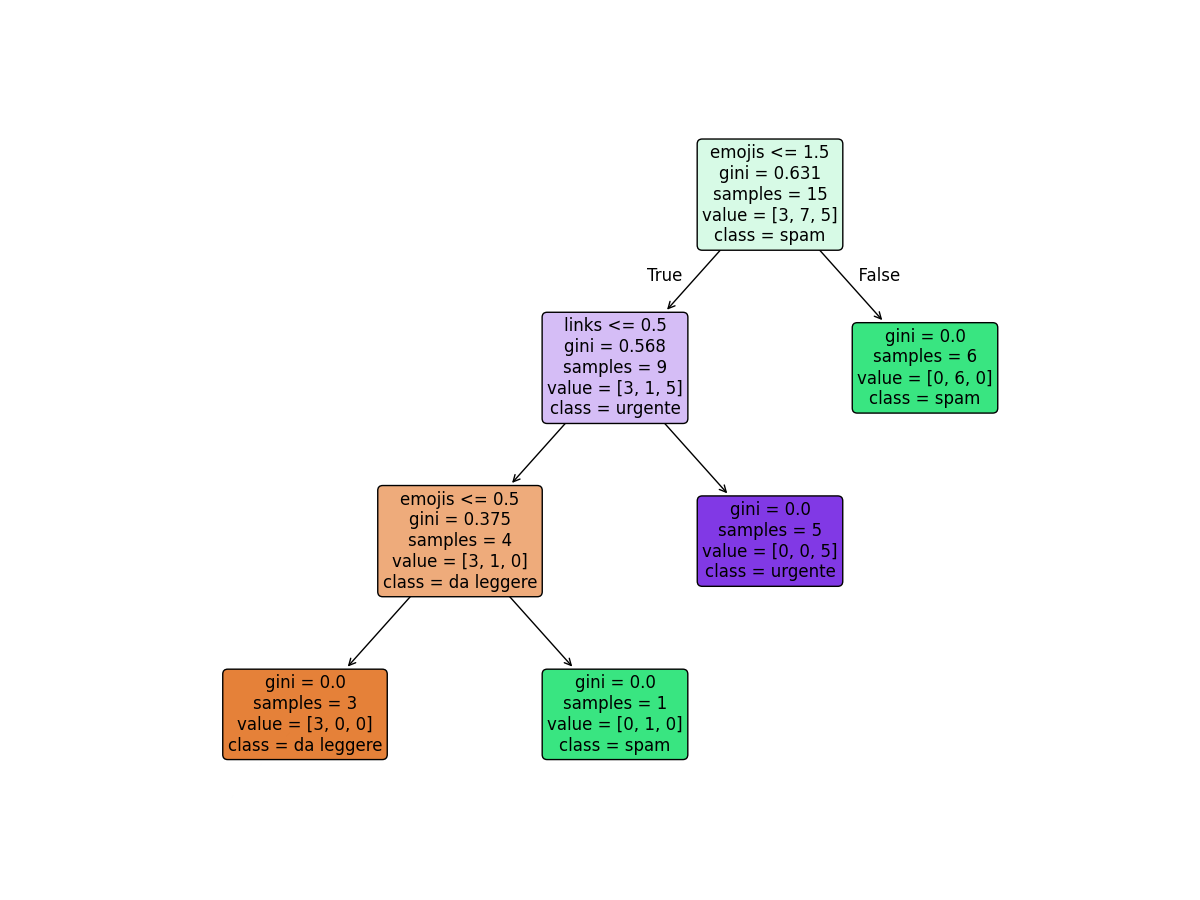 emojis <= 1.5
gini = 0.631
samples = 15
value = [3, 7, 5]
class = spam
True
False
links <= 0.5
gini = 0.568
samples = 9
value = [3, 1, 5]
class = urgente
gini = 0.0
samples = 6
value = [0, 6, 0]
class = spam
emojis <= 0.5
gini = 0.375
samples = 4
value = [3, 1, 0]
class = da leggere
gini = 0.0
samples = 5
value = [0, 0, 5]
class = urgente
gini = 0.0
samples = 3
value = [3, 0, 0]
class = da leggere
gini = 0.0
samples = 1
value = [0, 1, 0]
class = spam